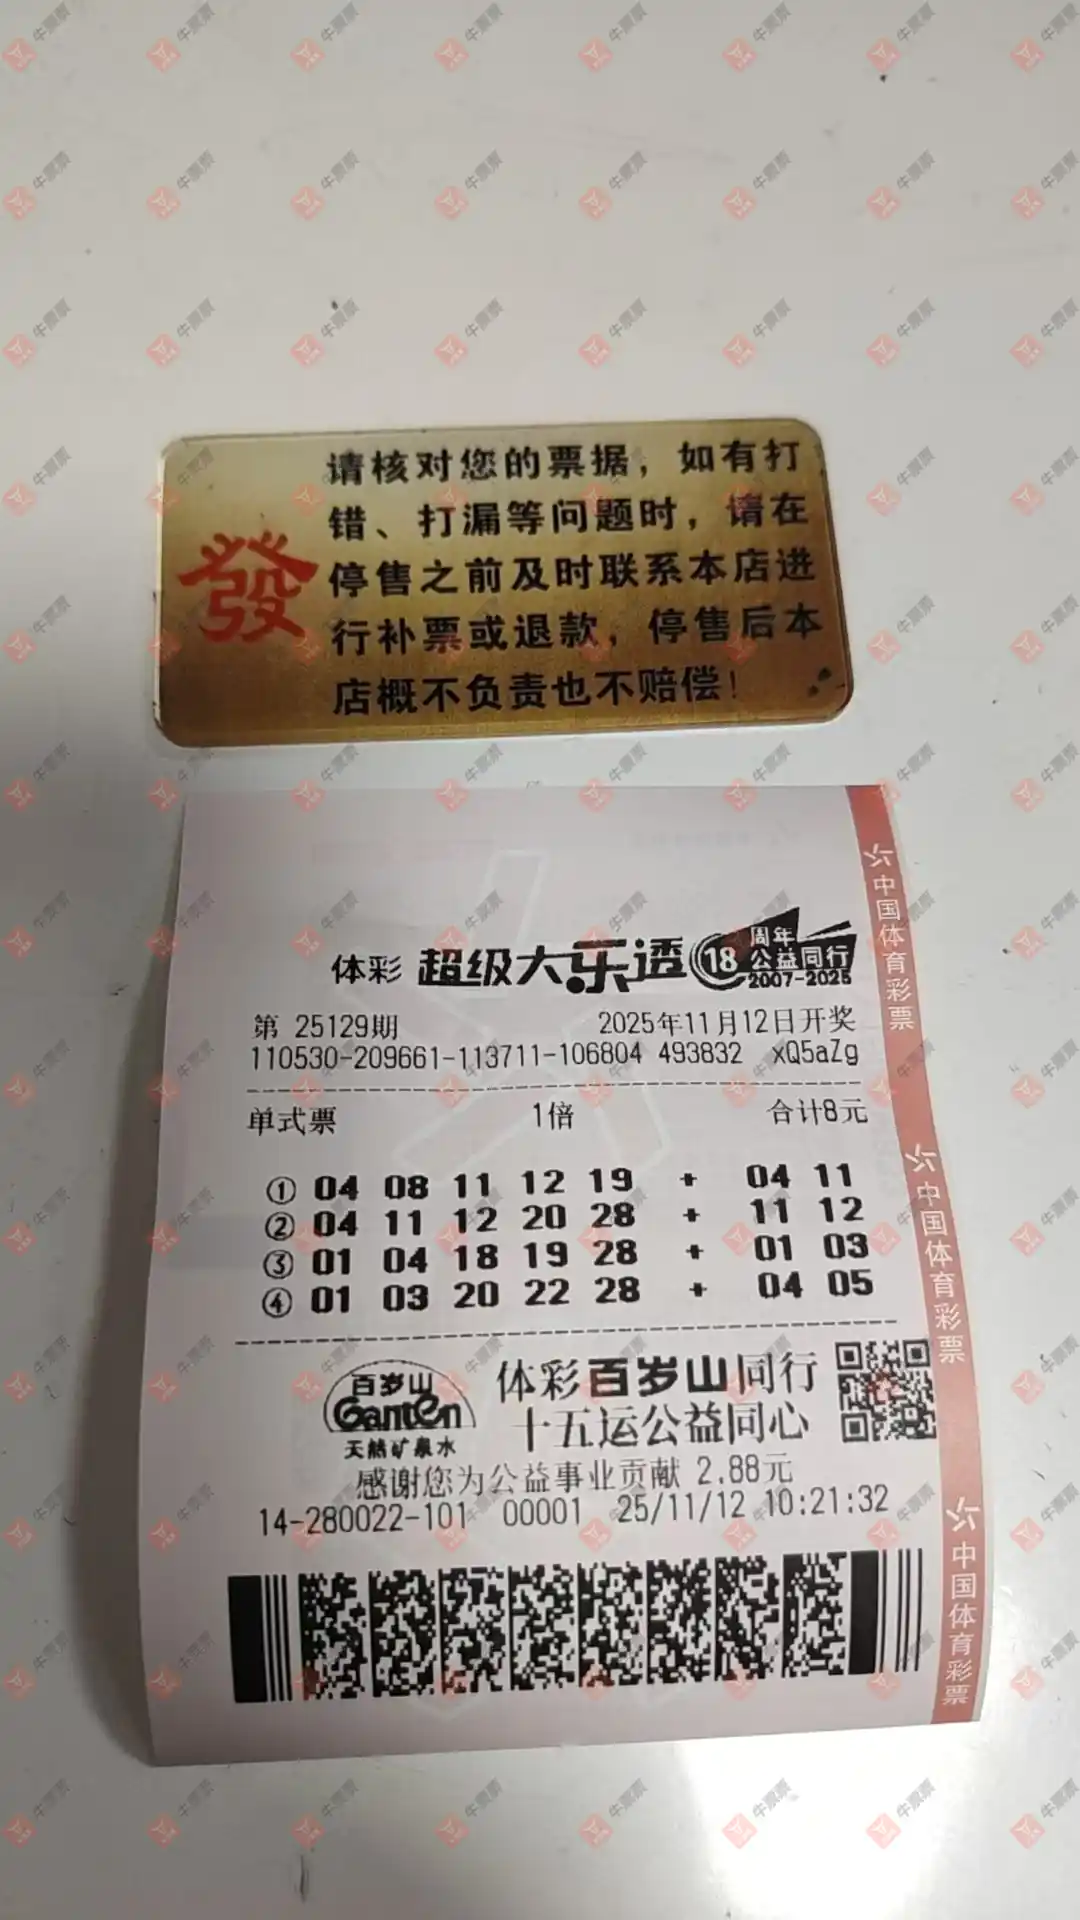 请核对您的票据，如有打
错、打漏等问题时，请在
發
停售之前及时联系本店进
行补票或退款，停售后本
店概不负责也不赔偿！
体彩 超级大乐透 18 周年 公益同行 2007-2025
第 25129期 2025年11月12日开奖
110530-209661-113711-106804 493832 xQ5aZg
单式票 1倍 合计8元
① 04 08 11 12 19 + 04 11
② 04 11 12 20 28 + 11 12
③ 01 04 18 19 28 + 01 03
④ 01 03 20 22 28 + 04 05
百岁山
Ganten
天然矿泉水
体彩百岁山同行
十五运公益同心
感谢您为公益事业贡献 2.88元
14-280022-101 00001 25/11/12 10:21:32
中国体育彩票
中国体育彩票
中国体育彩票
牛票票